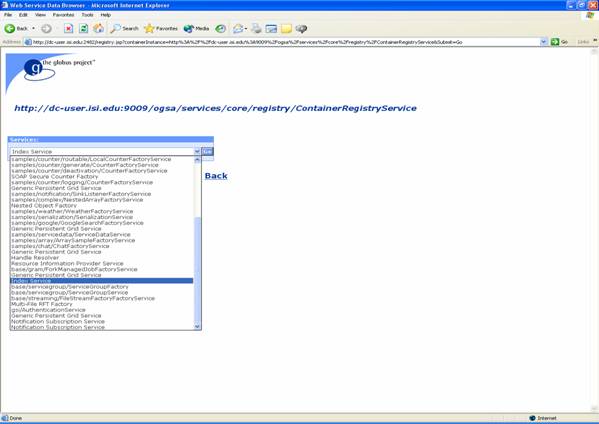 Web Service Data Browser - Microsoft Internet Explorer
File Edit View Favorites Tools Help
Back Search Favorites Media
Address http://dc-user.isi.edu:2482/registry.jsp?containerInstance=http%3A%2F%2Fdc-user.isi.edu%3A9009%2Fogsa%2Fservices%2Fcore%2Fregistry%2FContainerRegistryService&Submit=Go Go Links
the globus project
http://dc-user.isi.edu:9009/ogsa/services/core/registry/ContainerRegistryService
Services:
Index Service Go
samples/counter/routable/LocalCounterFactoryService
samples/counter/generate/CounterFactoryService
samples/counter/deactivation/CounterFactoryService
SOAP Secure Counter Factory
samples/counter/logging/CounterFactoryService
Back
Generic Persistent Grid Service
samples/notification/SinkListenerFactoryService
samples/complex/NestedArrayFactoryService
Nested Object Factory
samples/weather/WeatherFactoryService
samples/serialization/SerializationService
samples/google/GoogleSearchFactoryService
Generic Persistent Grid Service
samples/servicedata/ServiceDataService
samples/array/ArraySampleFactoryService
samples/chat/ChatFactoryService
Generic Persistent Grid Service
Handle Resolver
Resource Information Provider Service
base/gram/ForkManagedJobFactoryService
Generic Persistent Grid Service
Index Service
base/servicegroup/ServiceGroupFactory
base/servicegroup/ServiceGroupService
base/streaming/FileStreamFactoryFactoryService
Multi-File RFT Factory
gsi/AuthenticationService
Generic Persistent Grid Service
Notification Subscription Service
Notification Subscription Service
Done Internet